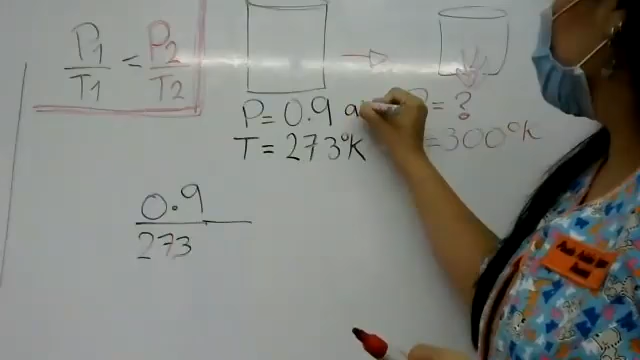 P1/T1 < P2/T2
P = 0.9 a
T = 273°K
= ?
= 300°K
0.9
273